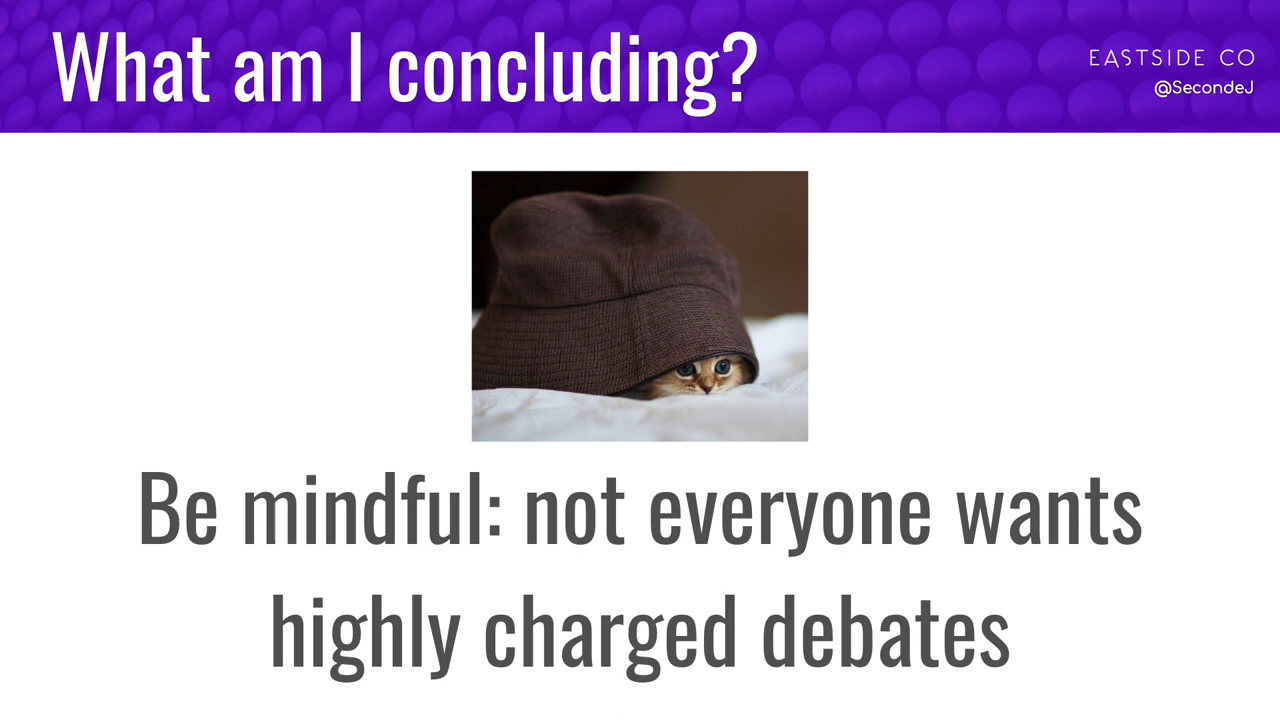 What am I concluding?
EASTSIDE CO
@SecondeJ
Be mindful: not everyone wants
highly charged debates